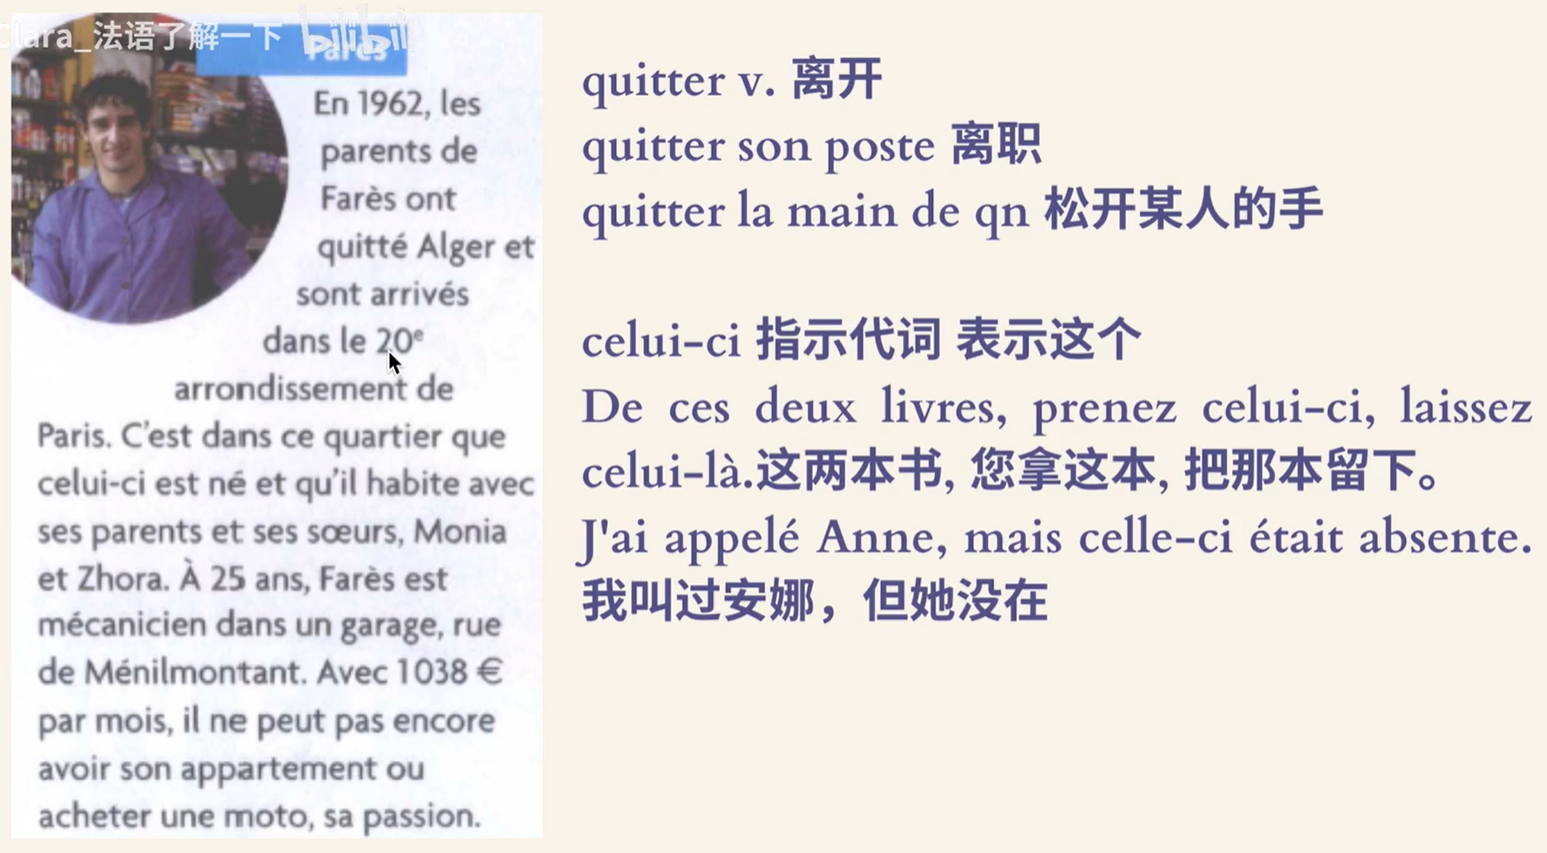 Clara_法语了解一下 bilibili
Farès
En 1962, les
parents de
Farès ont
quitté Alger et
sont arrivés
dans le 20e
arrondissement de
Paris. C'est dans ce quartier que
celui-ci est né et qu'il habite avec
ses parents et ses sœurs, Monia
et Zhora. À 25 ans, Farès est
mécanicien dans un garage, rue
de Ménilmontant. Avec 1038 €
par mois, il ne peut pas encore
avoir son appartement ou
acheter une moto, sa passion.
quitter v. 离开
quitter son poste 离职
quitter la main de qn 松开某人的手
celui-ci 指示代词 表示这个
De ces deux livres, prenez celui-ci, laissez
celui-là.这两本书, 您拿这本, 把那本留下。
J'ai appelé Anne, mais celle-ci était absente.
我叫过安娜，但她没在